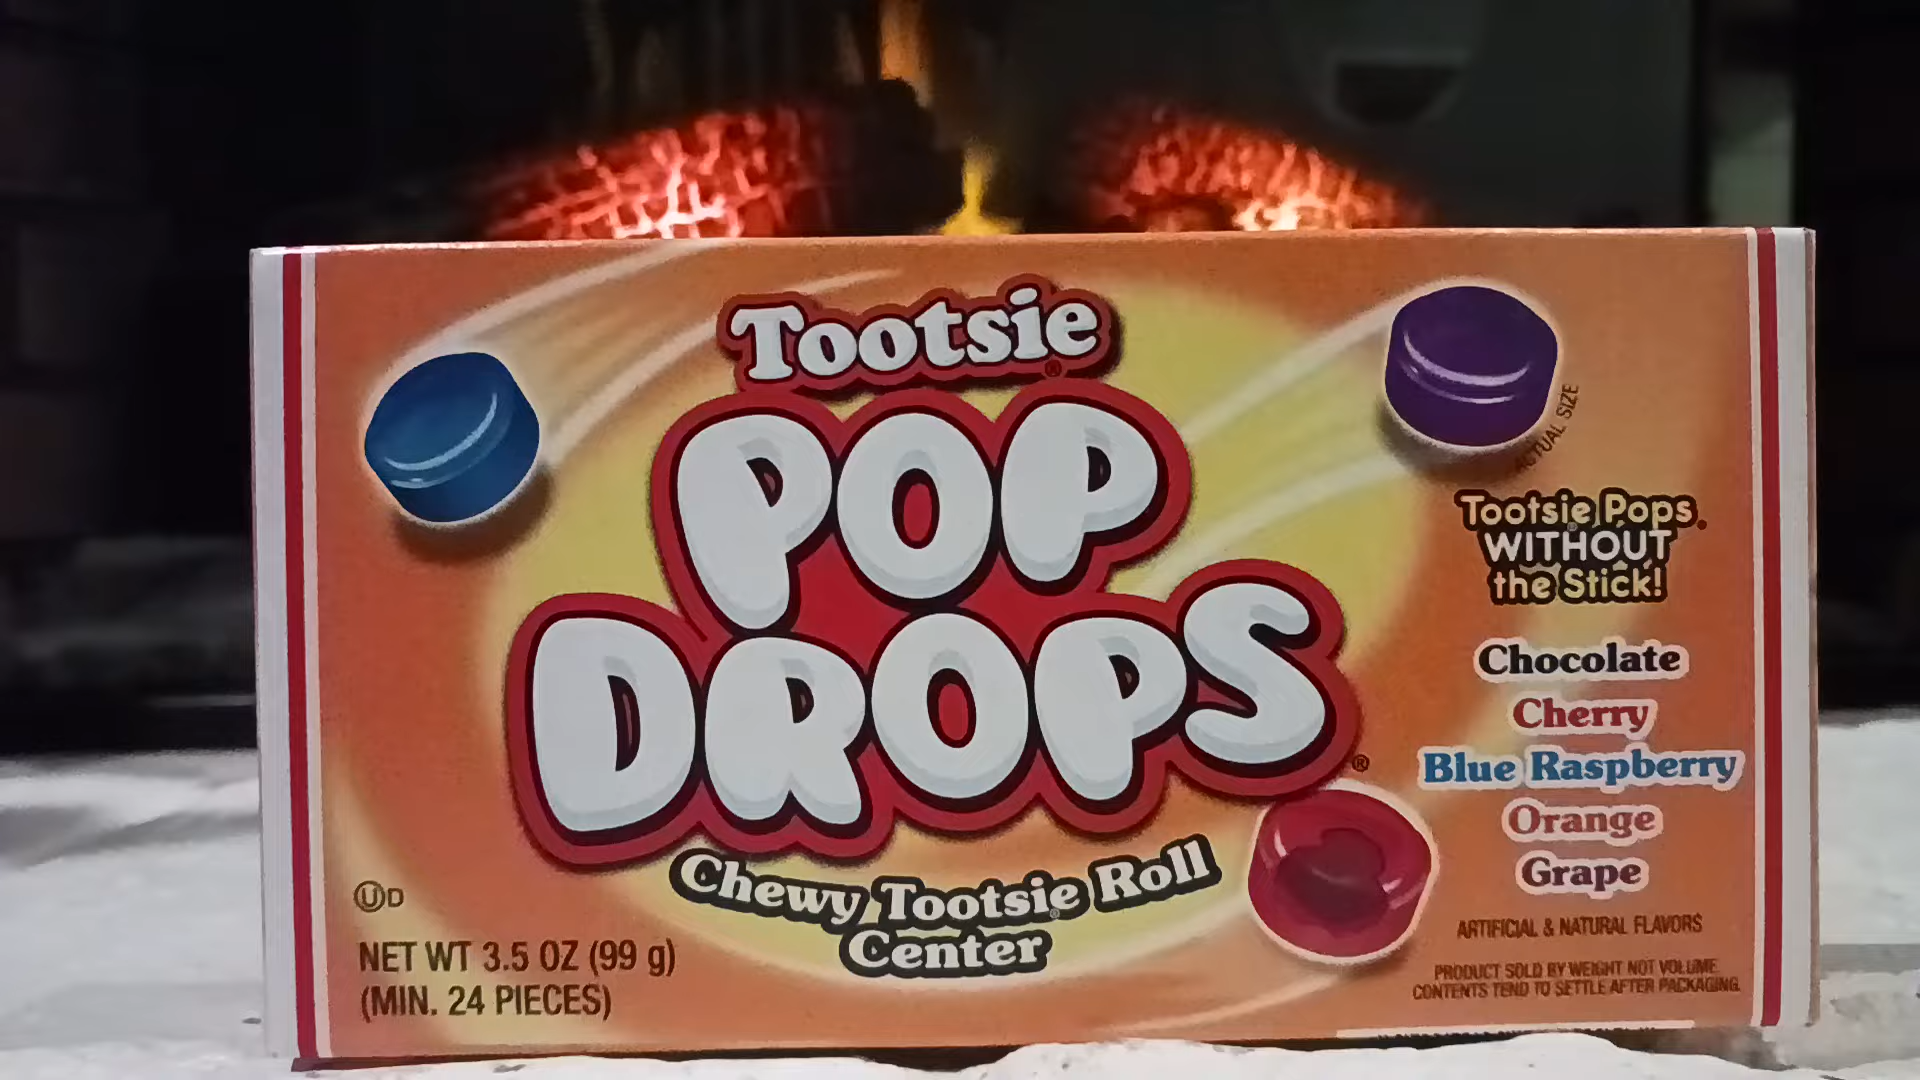 Tootsie®
POP
DROPS®
Chewy Tootsie® Roll
Center
ACTUAL SIZE
Tootsie Pops®
WITHOUT
the Stick!
Chocolate
Cherry
Blue Raspberry
Orange
Grape
ARTIFICIAL & NATURAL FLAVORS
PRODUCT SOLD BY WEIGHT NOT VOLUME.
CONTENTS TEND TO SETTLE AFTER PACKAGING.
UD
NET WT 3.5 OZ (99 g)
(MIN. 24 PIECES)